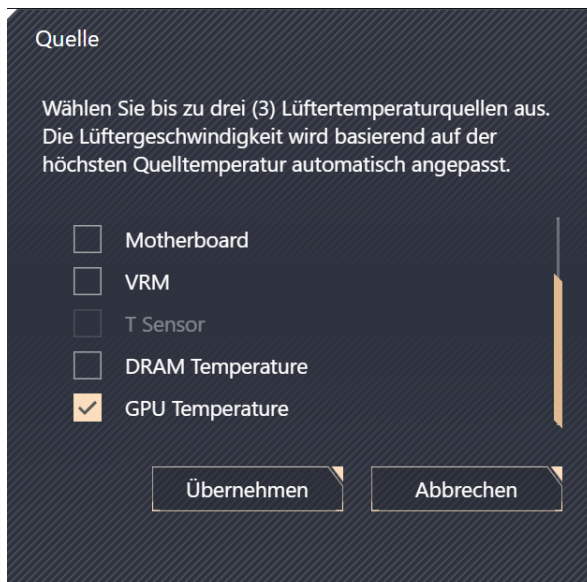 Quelle
Wählen Sie bis zu drei (3) Lüftertemperaturquellen aus.
Die Lüftergeschwindigkeit wird basierend auf der
höchsten Quelltemperatur automatisch angepasst.
Motherboard
VRM
T Sensor
DRAM Temperature
GPU Temperature
Übernehmen Abbrechen